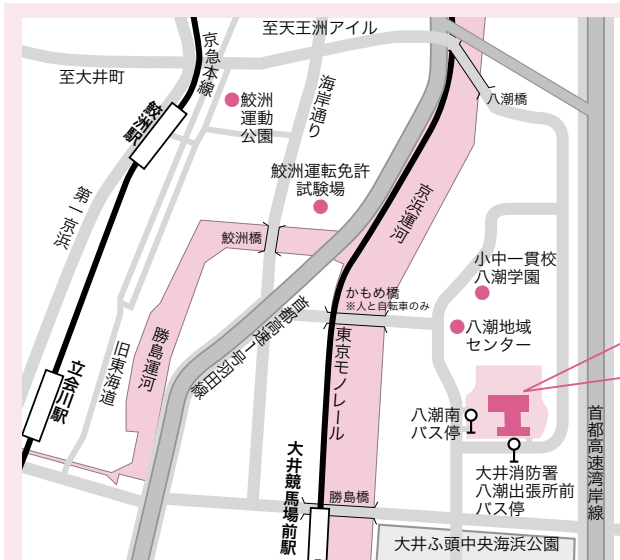 至天王洲アイル
京急本線
至大井町
鮫洲
運動
公園
海岸通り
八潮橋
鮫洲駅
鮫洲運転免許
試験場
第一京浜
京浜運河
鮫洲橋
小中一貫校
八潮学園
かもめ橋
※人と自転車のみ
首都高速1号羽田線
勝島運河
東京モノレール
八潮地域
センター
旧東海道
立会川駅
八潮南
バス停
首都高速湾岸線
大井競馬場前駅
大井消防署
八潮出張所前
バス停
勝島橋
大井ふ頭中央海浜公園